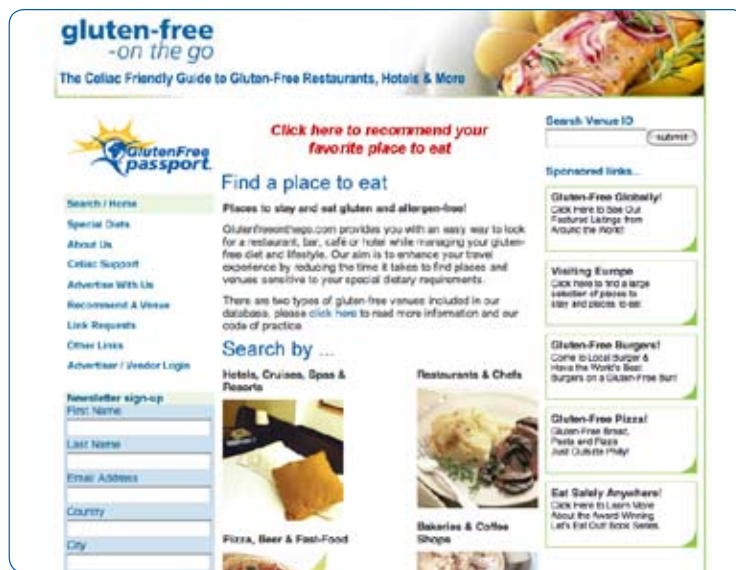 gluten-free
-on the go
The Celiac Friendly Guide to Gluten-Free Restaurants, Hotels & More
GlutenFree
passport.
Search / Home
Special Diets
About Us
Celiac Support
Advertise With Us
Recommend A Venue
Link Requests
Other Links
Advertiser / Vendor Login
Newsletter sign-up
First Name
Last Name
Email Address
Country
City
Click here to recommend your
favorite place to eat
Find a place to eat
Places to stay and eat gluten and allergen-free!
Glutenfreeonthego.com provides you with an easy way to look
for a restaurant, bar, café or hotel while managing your gluten-
free diet and lifestyle. Our aim is to enhance your travel
experience by reducing the time it takes to find places and
venues sensitive to your special dietary requirements.
There are two types of gluten-free venues included in our
database, please click here to read more information and our
code of practice.
Search by ...
Hotels, Cruises, Spas &
Resorts
Restaurants & Chefs
Pizza, Beer & Fast-Food
Bakeries & Coffee
Shops
Search Venue ID
submit
Sponsored links...
Gluten-Free Globally!
Click Here to See Our
Featured Listings from
Around the World!
Visiting Europe
Click here to find a large
selection of places to
stay and places to eat
Gluten-Free Burgers!
Come to Local Burger &
Have the World's Best
Burgers on a Gluten-Free Bun!
Gluten-Free Pizza!
Gluten-Free Bread,
Pasta and Pizza
Just Outside Philly!
Eat Safely Anywhere!
Click Here to Learn More
About the Award-Winning
Let's Eat Out! Book Series.